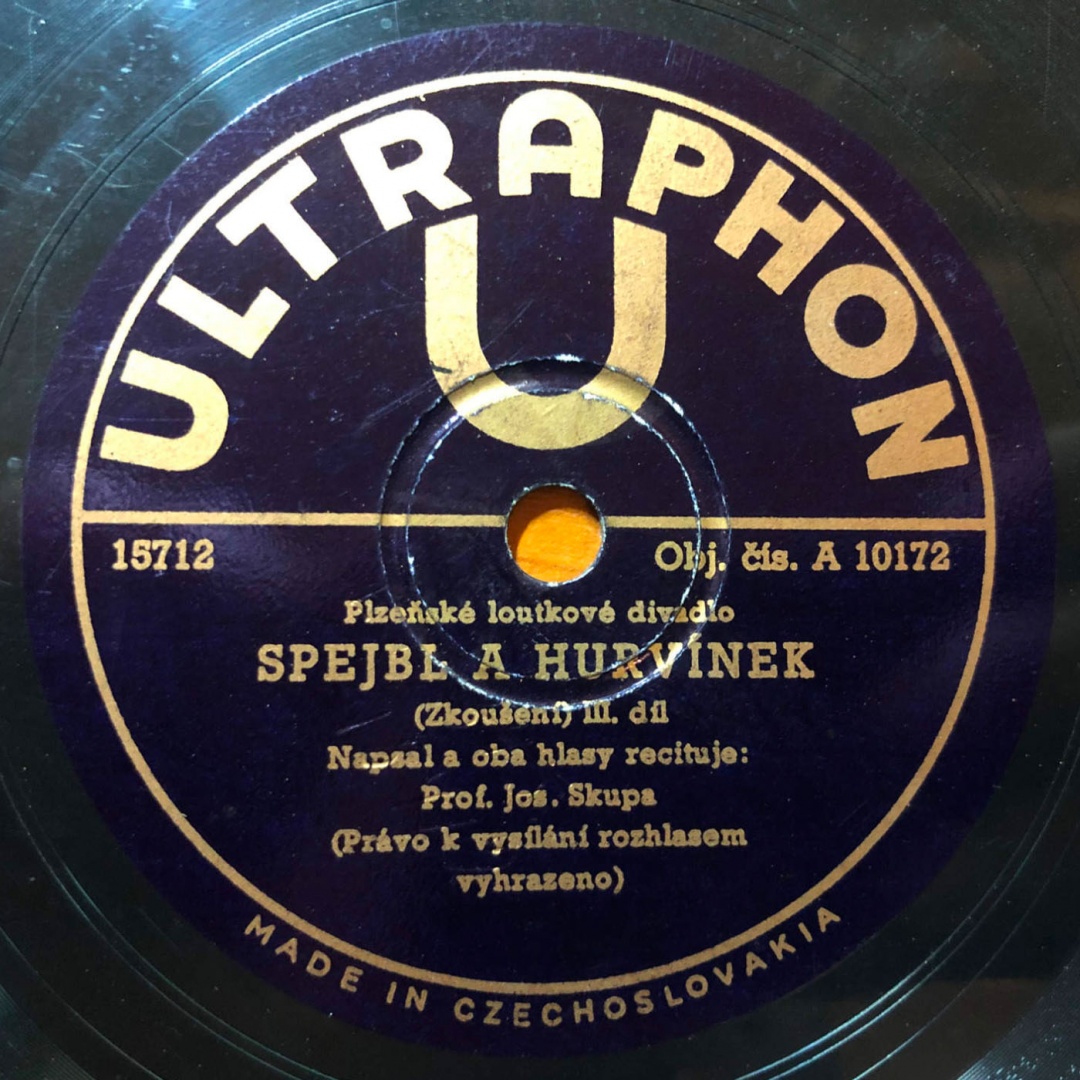 ULTRAPHON
U
15712 Obj. čís. A 10172
Plzeňské loutkové divadlo
SPEJBL A HURVÍNEK
(Zkoušení) III. díl
Napsal a oba hlasy recituje:
Prof. Jos. Skupa
(Právo k vysílání rozhlasem
vyhrazeno)
MADE IN CZECHOSLOVAKIA